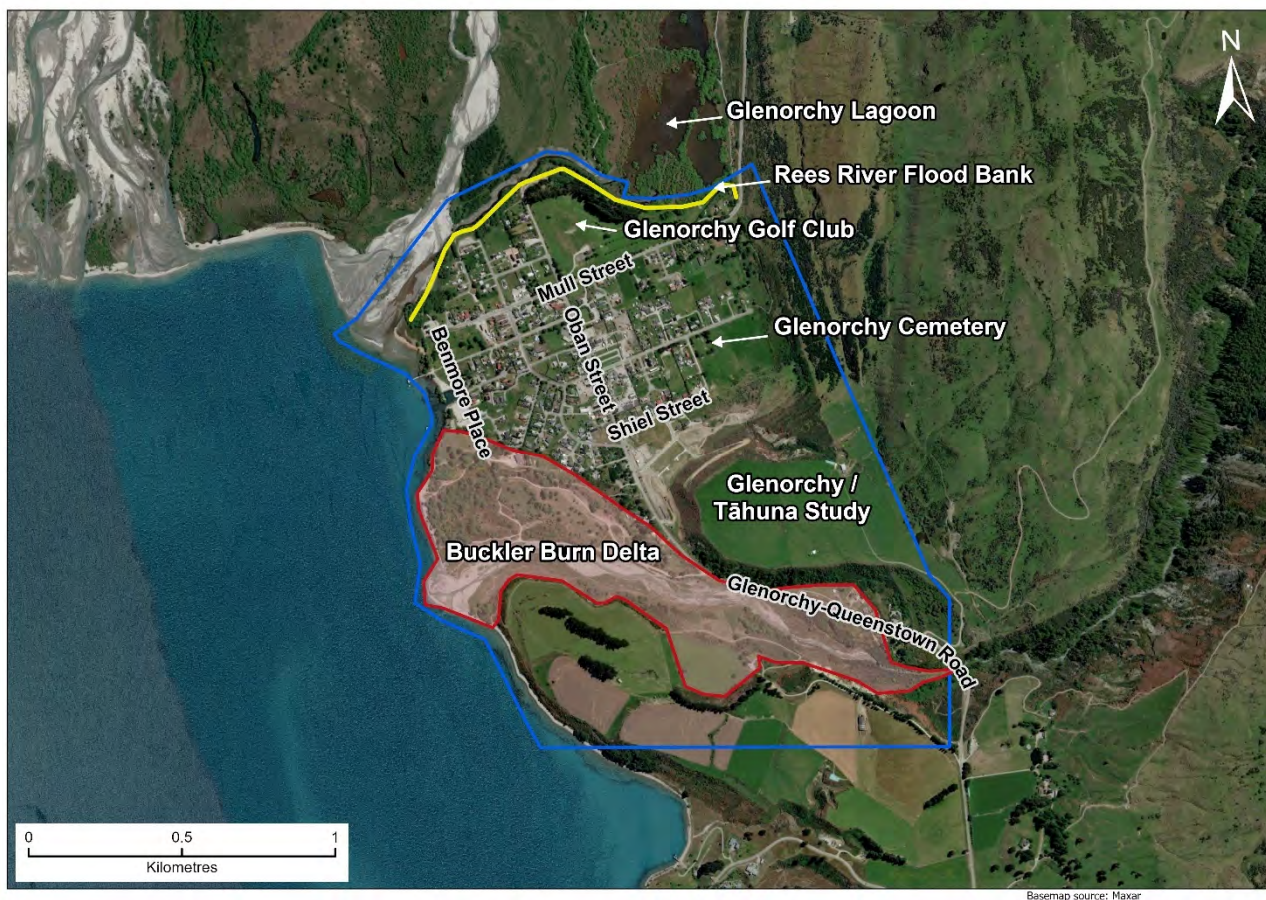 N
Glenorchy Lagoon
Rees River Flood Bank
Glenorchy Golf Club
Mull Street
Oban Street
Glenorchy Cemetery
Benmore Place
Shiel Street
Glenorchy /
Tāhuna Study
Buckler Burn Delta
Glenorchy-Queenstown Road
0 0.5 1
Kilometres
Basemap source: Maxar